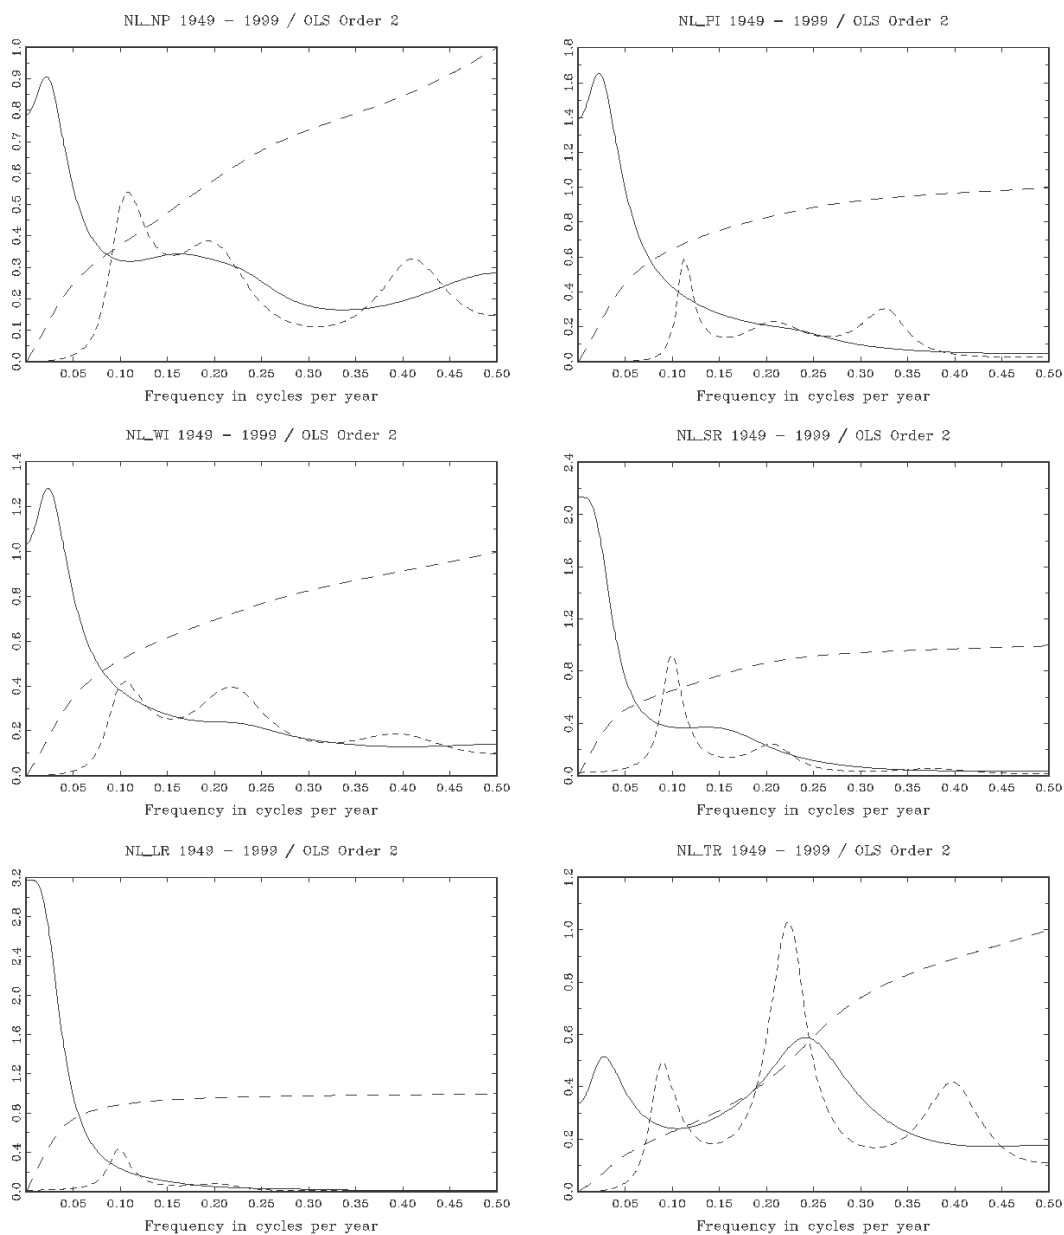 NL_NP 1949 - 1999 / OLS Order 2
1.0
0.9
0.8
0.7
0.6
0.5
0.4
0.3
0.2
0.1
0.0
0.05 0.10 0.15 0.20 0.25 0.30 0.35 0.40 0.45 0.50
Frequency in cycles per year
NL_PI 1949 - 1999 / OLS Order 2
1.8
1.6
1.4
1.2
1.0
0.8
0.6
0.4
0.2
0.0
0.05 0.10 0.15 0.20 0.25 0.30 0.35 0.40 0.45 0.50
Frequency in cycles per year
NL_WI 1949 - 1999 / OLS Order 2
1.4
1.2
1.0
0.8
0.6
0.4
0.2
0.0
0.05 0.10 0.15 0.20 0.25 0.30 0.35 0.40 0.45 0.50
Frequency in cycles per year
NL_SR 1949 - 1999 / OLS Order 2
2.4
2.0
1.6
1.2
0.8
0.4
0.0
0.05 0.10 0.15 0.20 0.25 0.30 0.35 0.40 0.45 0.50
Frequency in cycles per year
NL_LR 1949 - 1999 / OLS Order 2
3.2
2.8
2.4
2.0
1.6
1.2
0.8
0.4
0.0
0.05 0.10 0.15 0.20 0.25 0.30 0.35 0.40 0.45 0.50
Frequency in cycles per year
NL_TR 1949 - 1999 / OLS Order 2
1.2
1.0
0.8
0.6
0.4
0.2
0.0
0.05 0.10 0.15 0.20 0.25 0.30 0.35 0.40 0.45 0.50
Frequency in cycles per year